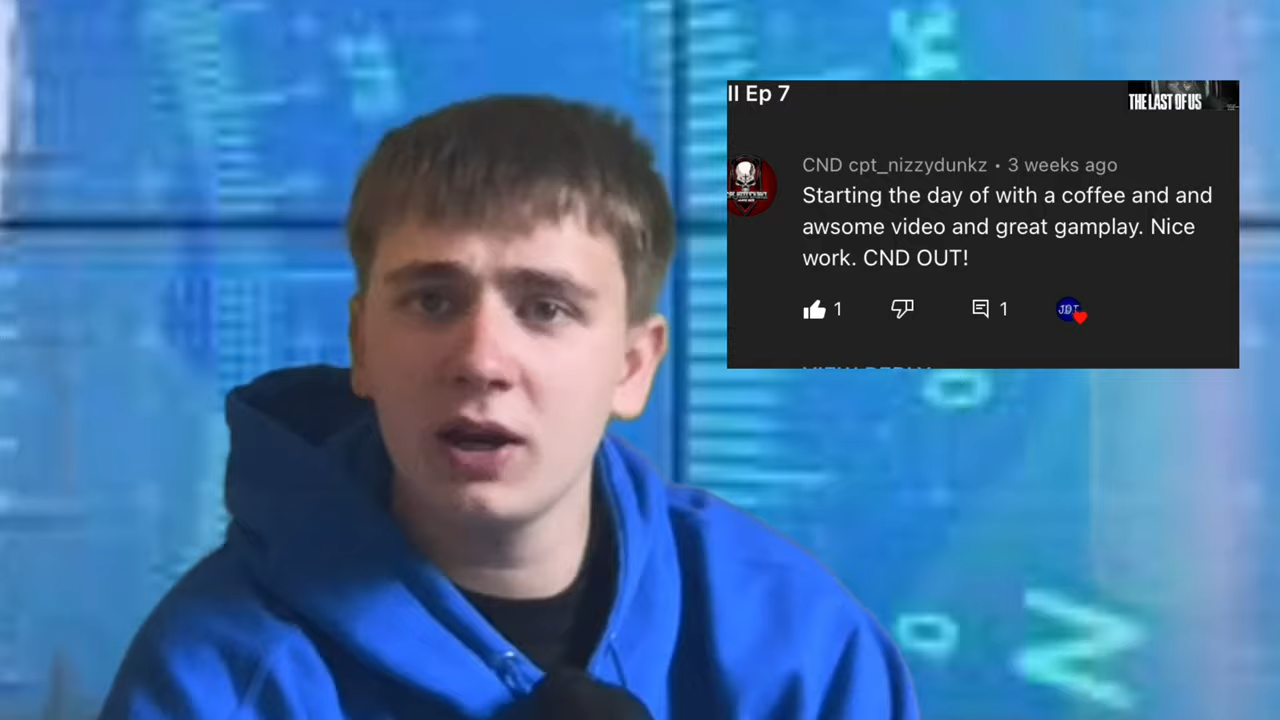 II Ep 7
THE LAST OF US
CND cpt_nizzydunkz • 3 weeks ago
Starting the day of with a coffee and and
awsome video and great gamplay. Nice
work. CND OUT!
1
1
JDT